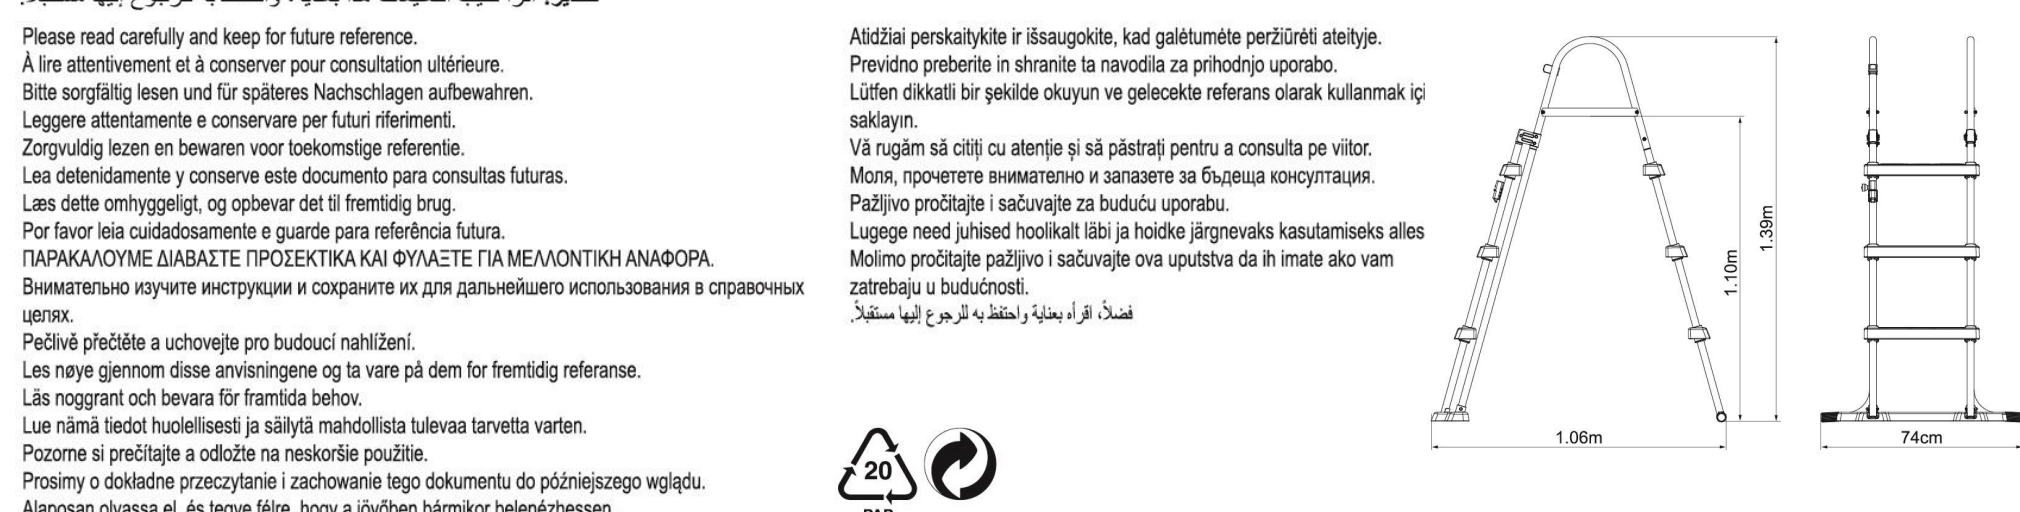 Please read carefully and keep for future reference.
À lire attentivement et à conserver pour consultation ultérieure.
Bitte sorgfältig lesen und für späteres Nachschlagen aufbewahren.
Leggere attentamente e conservare per futuri riferimenti.
Zorgvuldig lezen en bewaren voor toekomstige referentie.
Lea detenidamente y conserve este documento para consultas futuras.
Læs dette omhyggeligt, og opbevar det til fremtidig brug.
Por favor leia cuidadosamente e guarde para referência futura.
ΠΑΡΑΚΑΛΟΥΜΕ ΔΙΑΒΑΣΤΕ ΠΡΟΣΕΚΤΙΚΑ ΚΑΙ ΦΥΛΑΞΤΕ ΓΙΑ ΜΕΛΛΟΝΤΙΚΗ ΑΝΑΦΟΡΑ.
Внимательно изучите инструкции и сохраните их для дальнейшего использования в справочных
целях.
Pečlivě přečtěte a uchovejte pro budoucí nahlížení.
Les nøye gjennom disse anvisningene og ta vare på dem for fremtidig referanse.
Läs noggrant och bevara för framtida behov.
Lue nämä tiedot huolellisesti ja säilytä mahdollista tulevaa tarvetta varten.
Pozorne si prečítajte a odložte na neskoršie použitie.
Prosimy o dokładne przeczytanie i zachowanie tego dokumentu do późniejszego wglądu.
Alaposan olvassa el, és tegye félre, hogy a jövőben bármikor belenézhessen
Atidžiai perskaitykite ir išsaugokite, kad galėtumėte peržiūrėti ateityje.
Previdno preberite in shranite ta navodila za prihodnjo uporabo.
Lütfen dikkatli bir şekilde okuyun ve gelecekte referans olarak kullanmak içi
saklayın.
Vă rugăm să citiți cu atenție și să păstrați pentru a consulta pe viitor.
Моля, прочетете внимателно и запазете за бъдеща консултация.
Pažljivo pročitajte i sačuvajte za buduću uporabu.
Lugege need juhised hoolikalt läbi ja hoidke järgnevaks kasutamiseks alles
Molimo pročitajte pažljivo i sačuvajte ova uputstva da ih imate ako vam
zatrebaju u budućnosti.
فضلاً، اقرأه بعناية واحتفظ به للرجوع إليها مستقبلاً.
20
1.39m
1.10m
1.06m
74cm